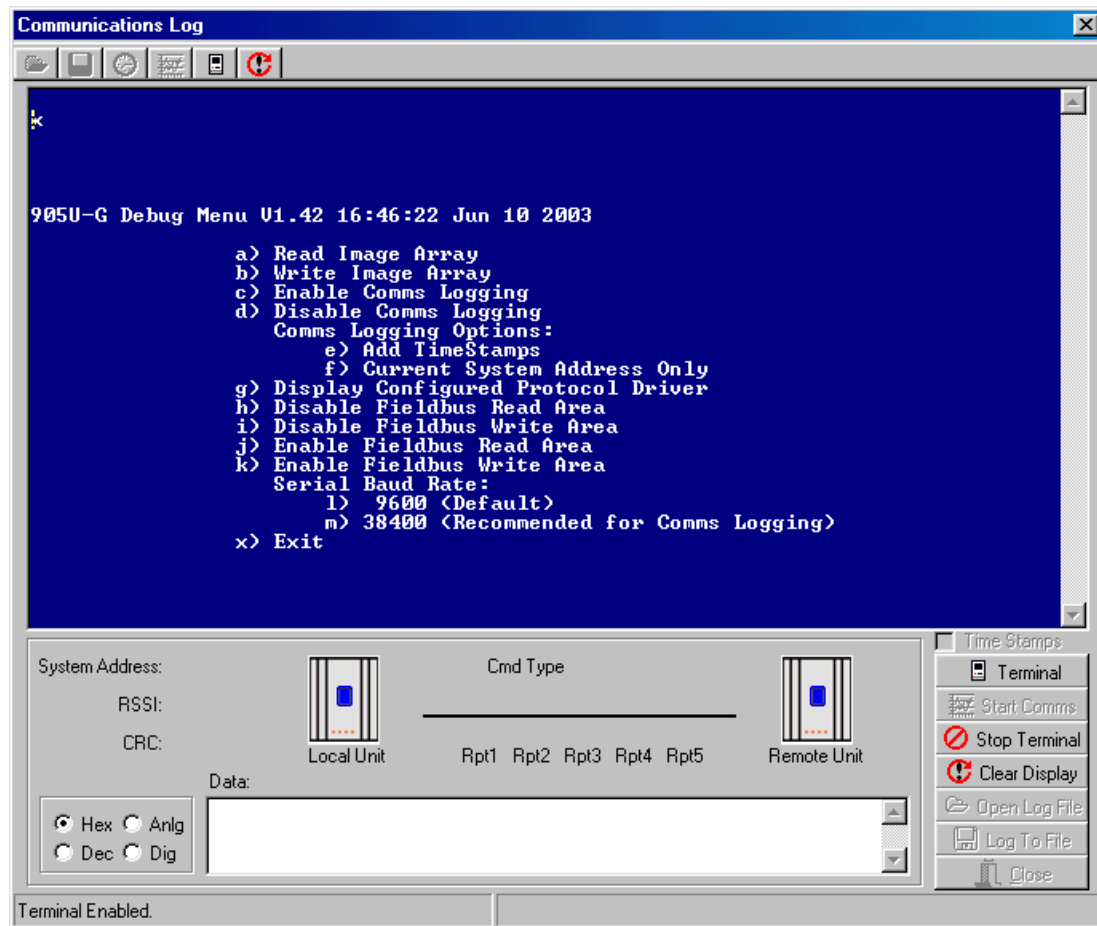 Communications Log
k
905U-G Debug Menu V1.42 16:46:22 Jun 10 2003
a) Read Image Array
b) Write Image Array
c) Enable Comms Logging
d) Disable Comms Logging
Comms Logging Options:
e) Add TimeStamps
f) Current System Address Only
g) Display Configured Protocol Driver
h) Disable Fieldbus Read Area
i) Disable Fieldbus Write Area
j) Enable Fieldbus Read Area
k) Enable Fieldbus Write Area
Serial Baud Rate:
l) 9600 (Default)
m) 38400 (Recommended for Comms Logging)
x) Exit
Time Stamps
System Address:
Cmd Type
Terminal
RSSI:
Start Comms
CRC:
Stop Terminal
Local Unit
Rpt1 Rpt2 Rpt3 Rpt4 Rpt5
Remote Unit
Clear Display
Data:
Open Log File
Hex Anlg
Log To File
Dec Dig
Close
Terminal Enabled.